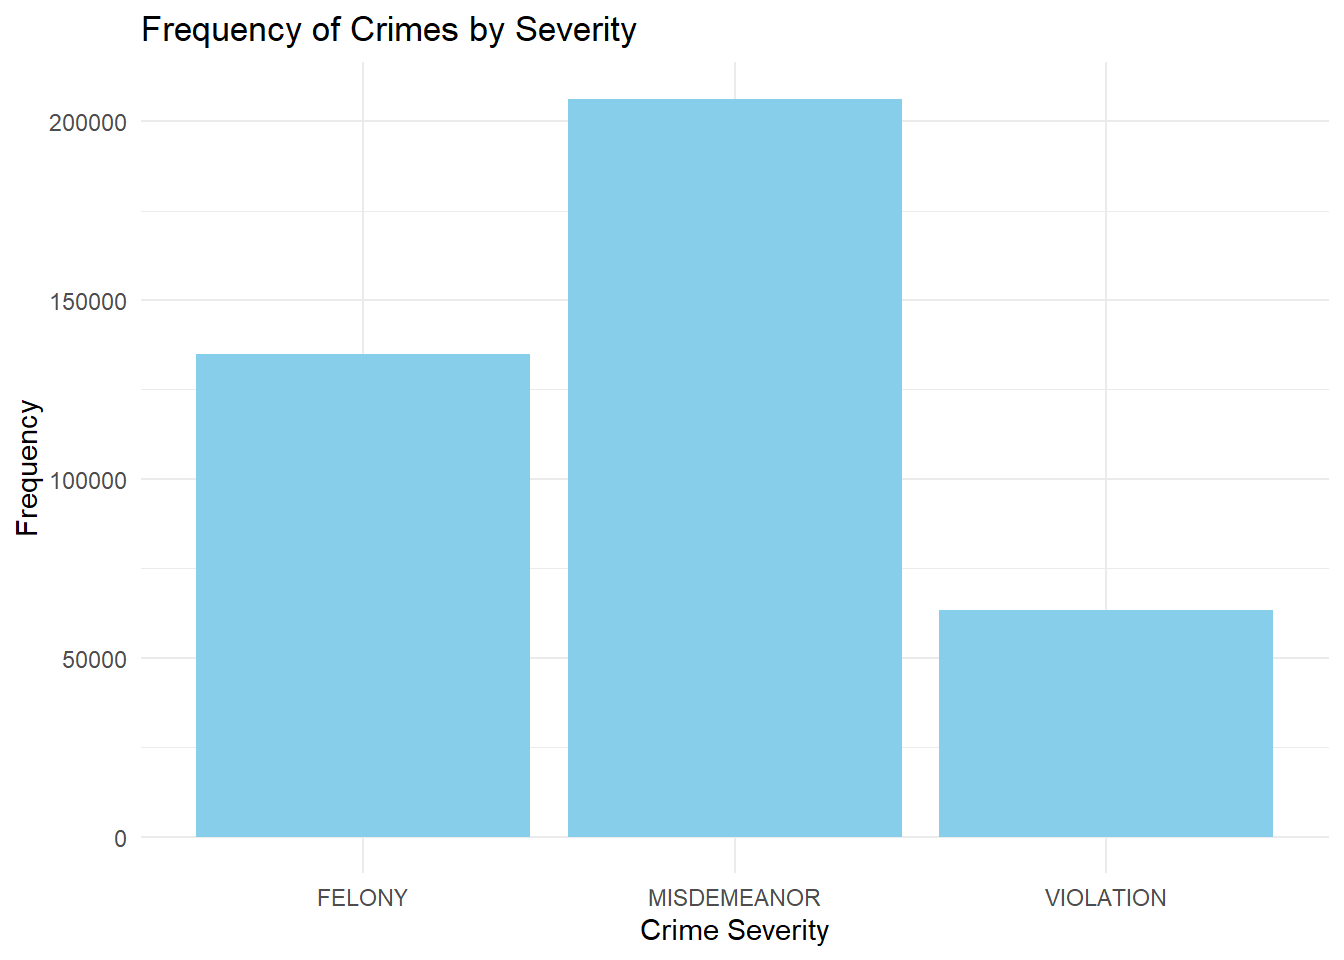 Frequency of Crimes by Severity
Frequency
200000
150000
100000
50000
0
FELONY MISDEMEANOR VIOLATION
Crime Severity